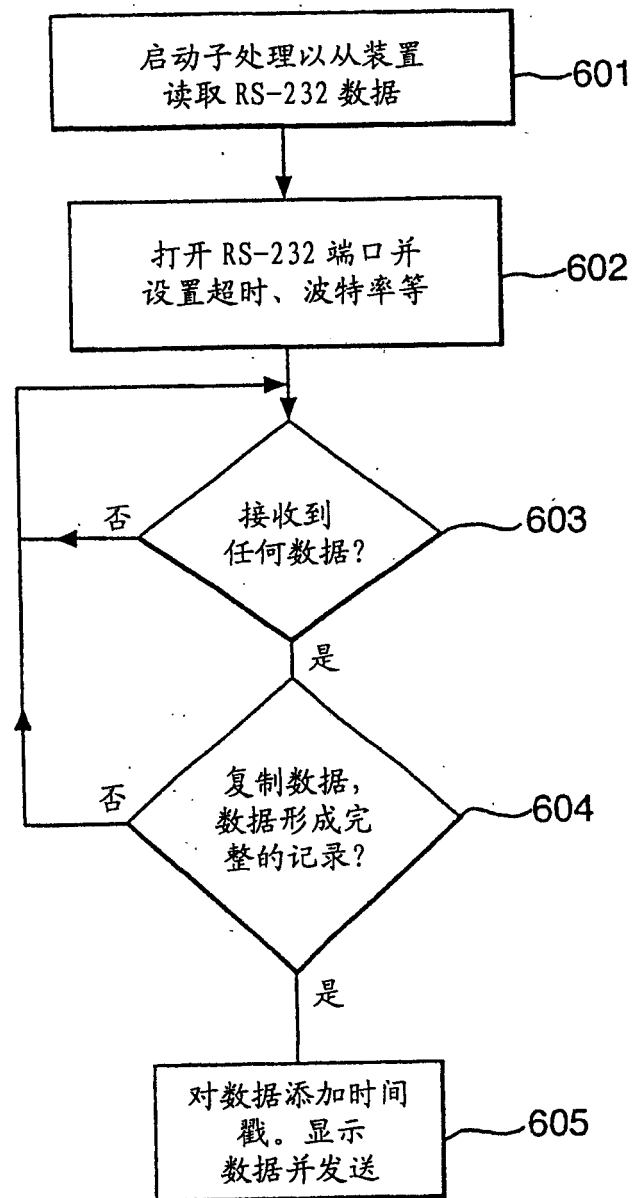 启动子处理以从装置
读取 RS-232 数据
601
打开 RS-232 端口并
设置超时、波特率等
602
否
接收到
任何数据?
603
是
否
复制数据,
数据形成完
整的记录?
604
是
对数据添加时间
戳。显示
数据并发送
605